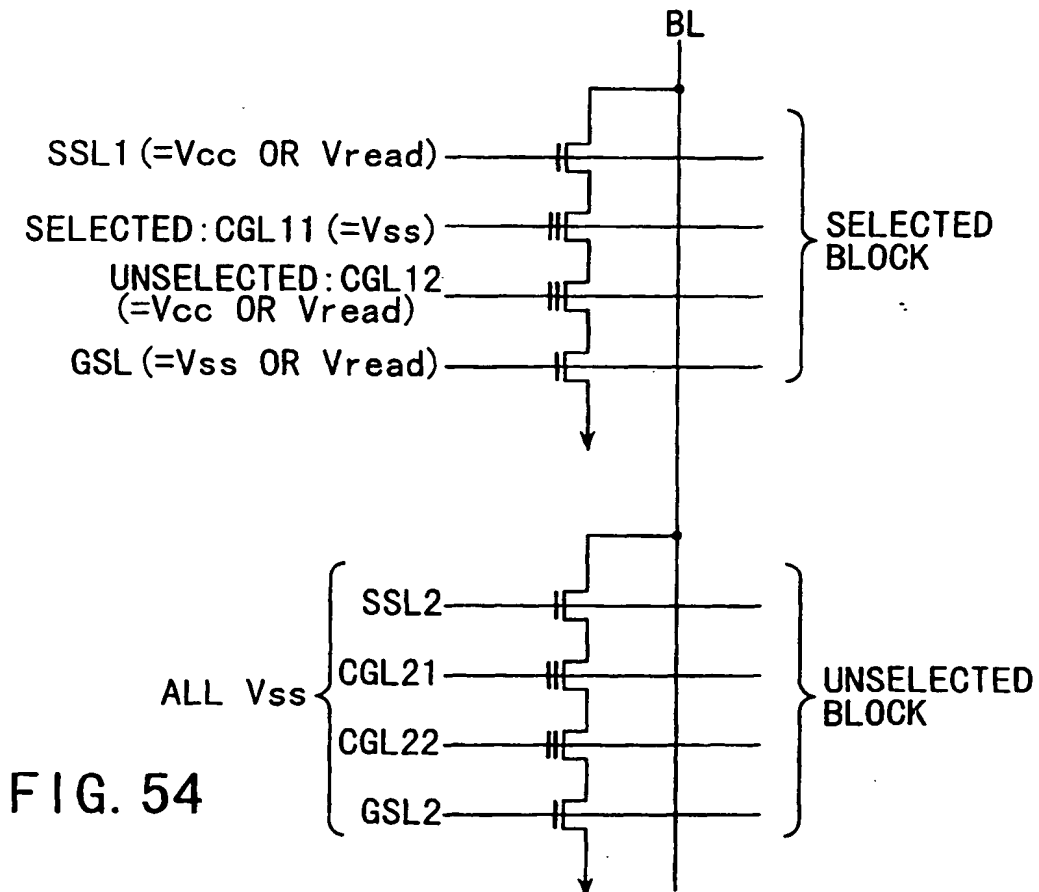 BL
SSL1 (=Vcc OR Vread)
SELECTED:CGL11 (=Vss)
UNSELECTED:CGL12
(=Vcc OR Vread)
GSL (=Vss OR Vread)
SELECTED
BLOCK
SSL2
CGL21
ALL Vss
CGL22
GSL2
UNSELECTED
BLOCK
FIG. 54